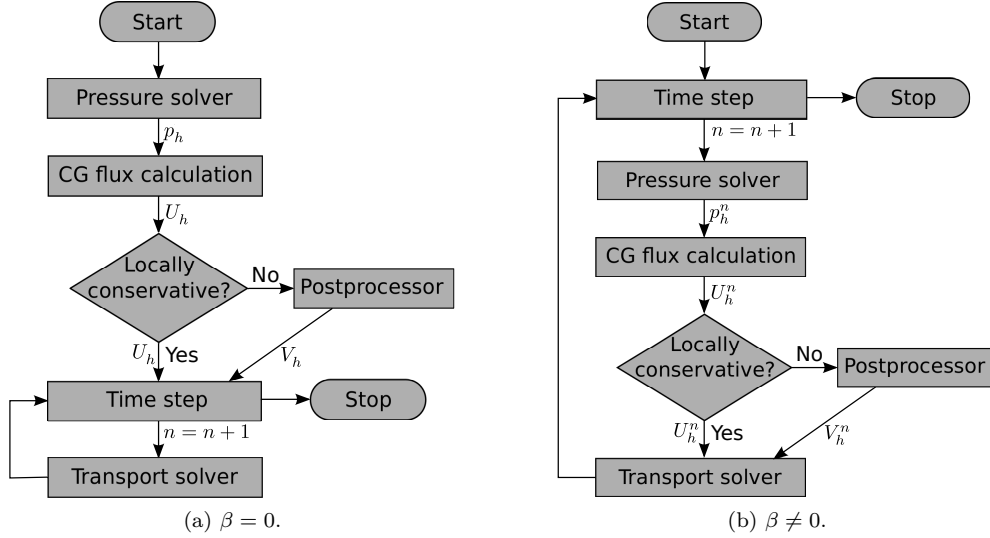 Start
Pressure solver
p_h
CG flux calculation
U_h
Locally
conservative?
No
Postprocessor
U_h
Yes
V_h
Time step
Stop
n = n + 1
Transport solver
(a) β = 0.
Start
Time step
Stop
n = n + 1
Pressure solver
p_h^n
CG flux calculation
U_h^n
Locally
conservative?
No
Postprocessor
U_h^n
Yes
V_h^n
Transport solver
(b) β ≠ 0.